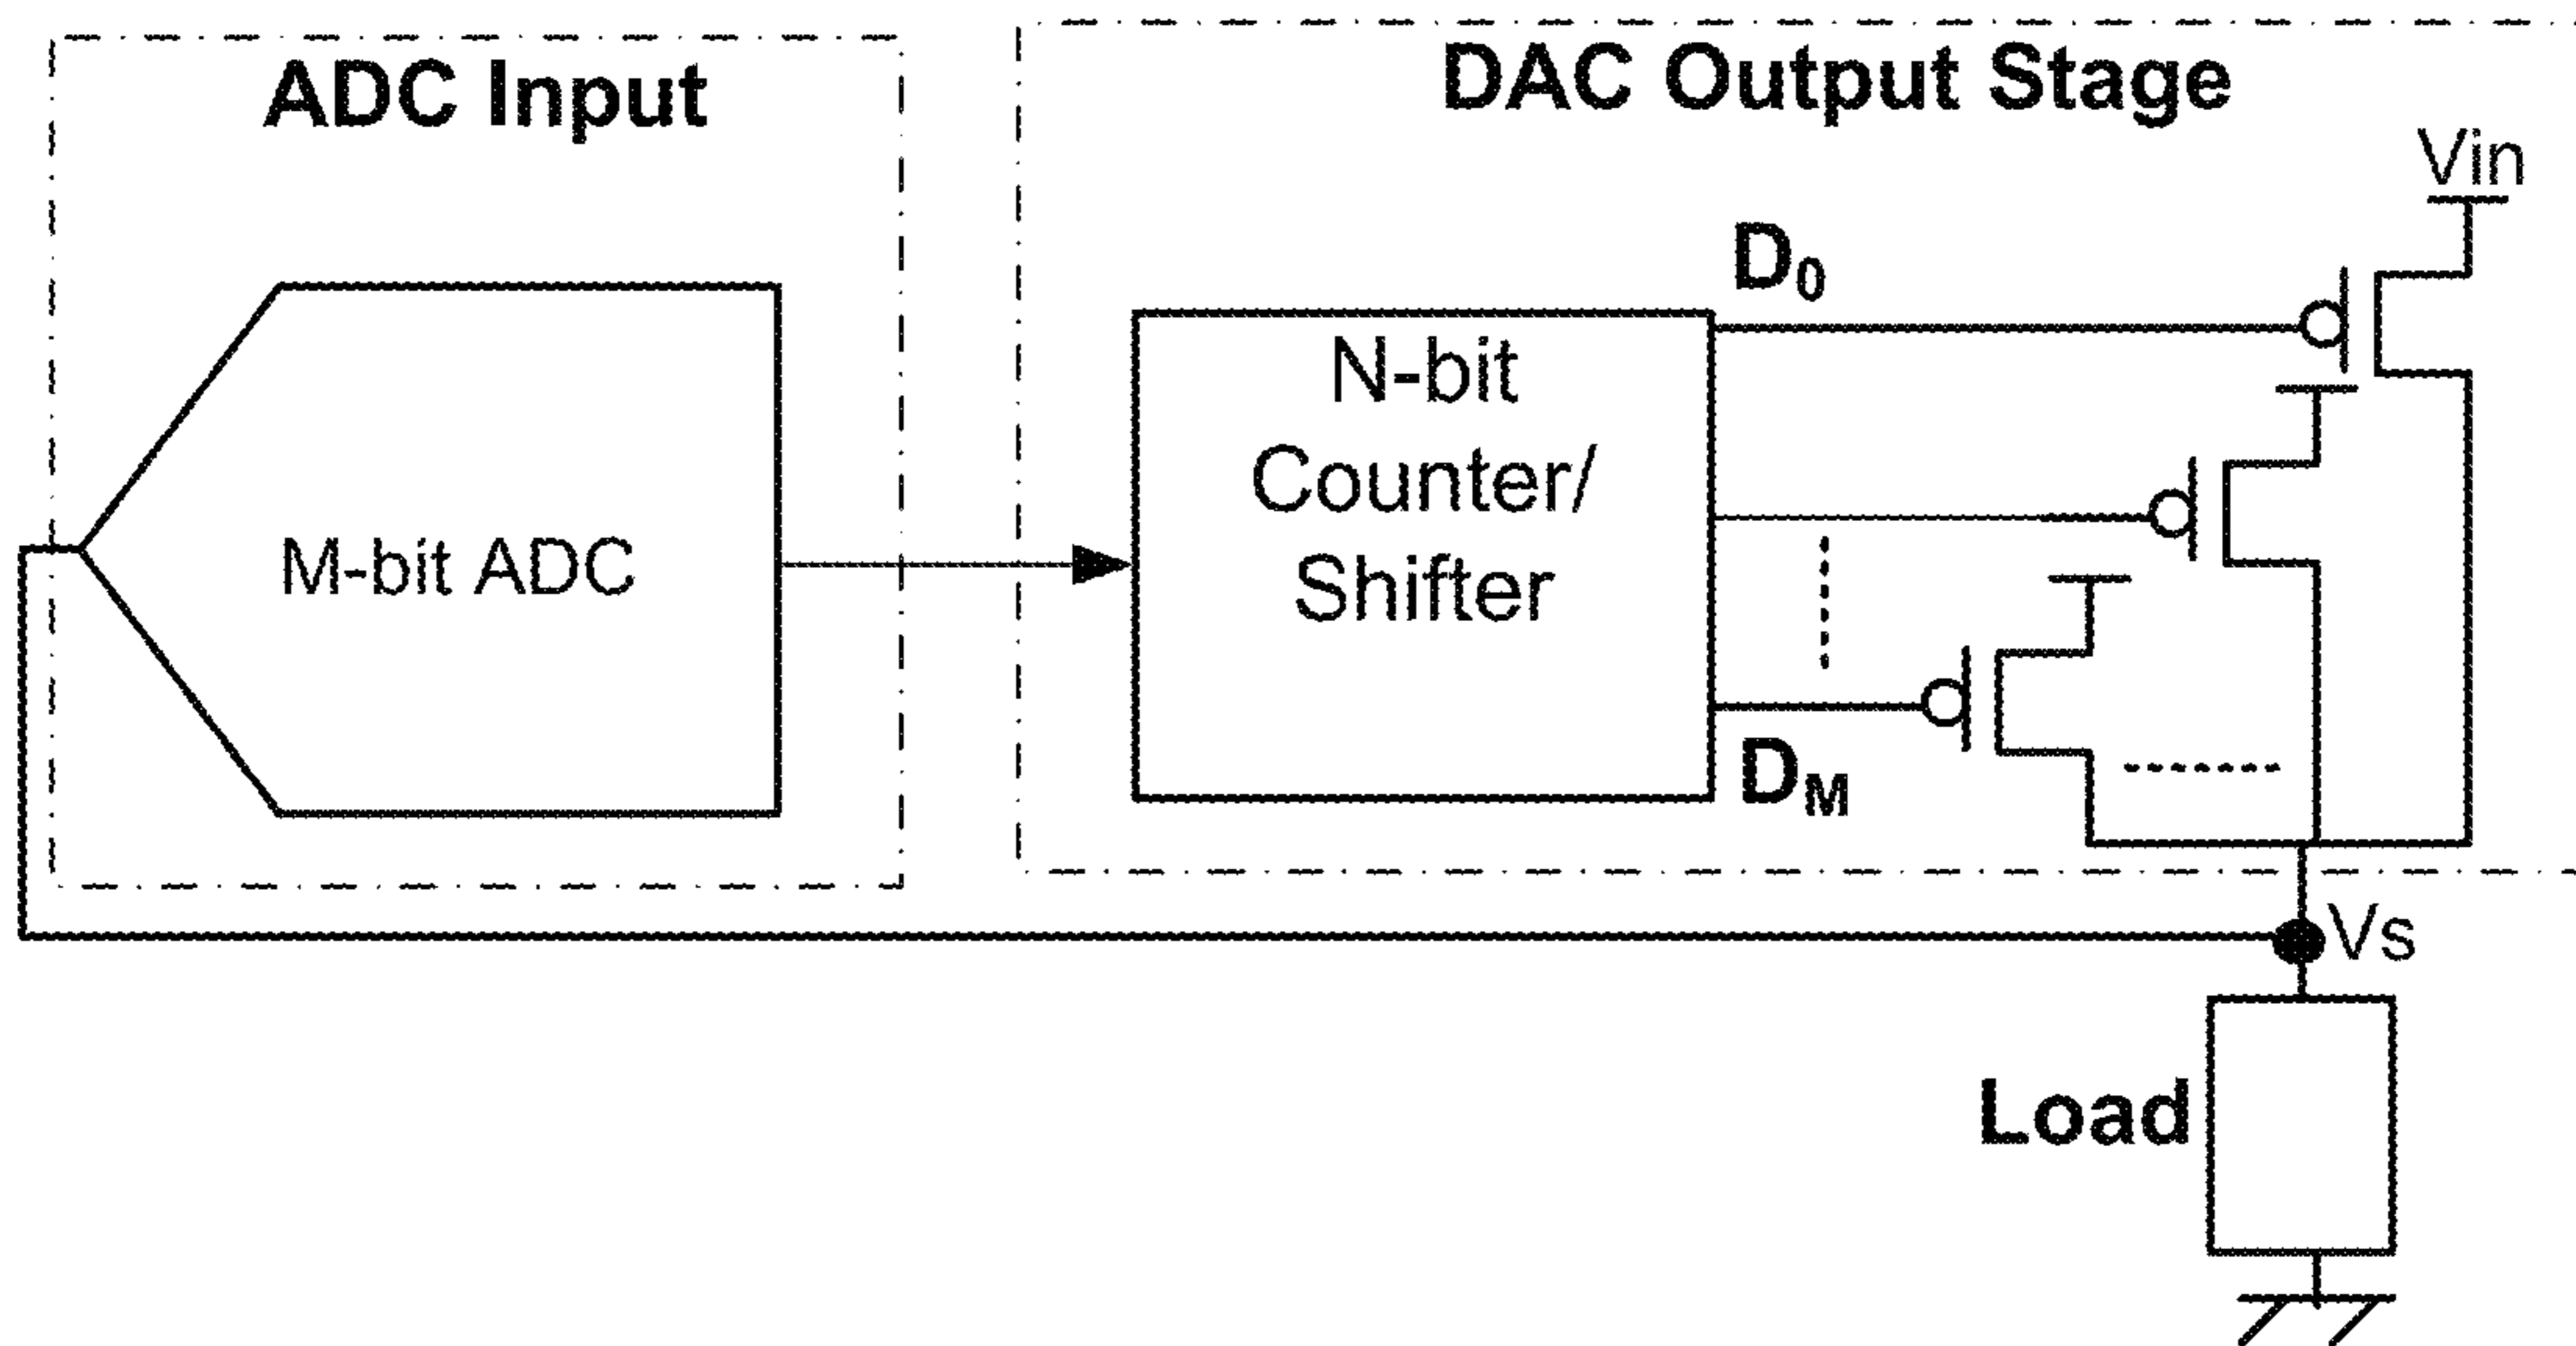 ADC Input
DAC Output Stage
Vin
D0
N-bit
Counter/
Shifter
M-bit ADC
DM
Vs
Load